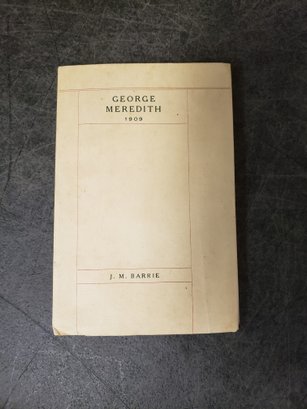 GEORGE
MEREDITH
1909
J. M. BARRIE